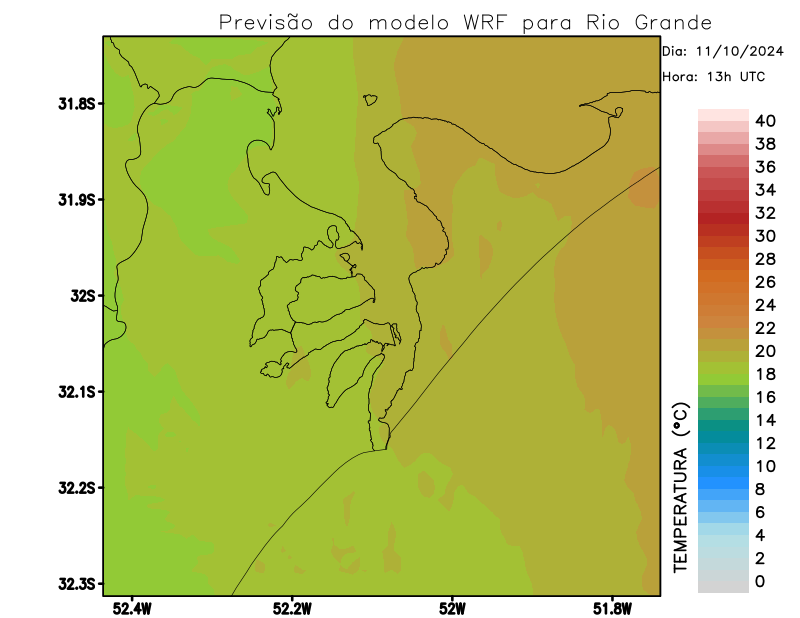 Previsão do modelo WRF para Rio Grande
Dia: 11/10/2024
Hora: 13h UTC
31.8S
31.9S
32S
32.1S
32.2S
32.3S
52.4W 52.2W 52W 51.8W
TEMPERATURA (°C)
40
38
36
34
32
30
28
26
24
22
20
18
16
14
12
10
8
6
4
2
0